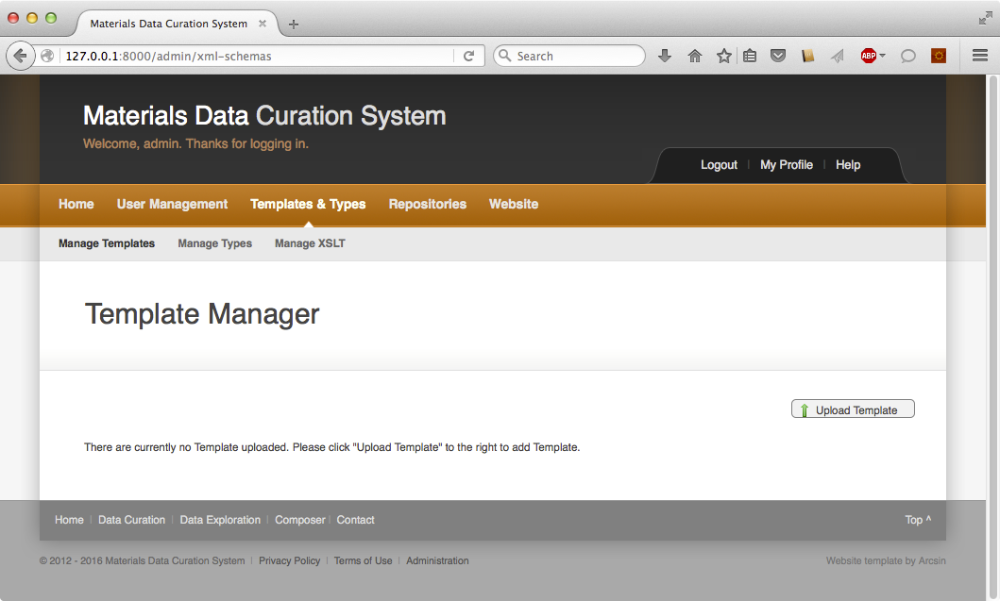 Materials Data Curation System
127.0.0.1:8000/admin/xml-schemas
Search
ABP
Materials Data Curation System
Welcome, admin. Thanks for logging in.
Logout | My Profile | Help
Home User Management Templates & Types Repositories Website
Manage Templates Manage Types Manage XSLT
Template Manager
Upload Template
There are currently no Template uploaded. Please click "Upload Template" to the right to add Template.
Home | Data Curation | Data Exploration | Composer | Contact
Top ^
© 2012 - 2016 Materials Data Curation System | Privacy Policy | Terms of Use | Administration
Website template by Arcsin